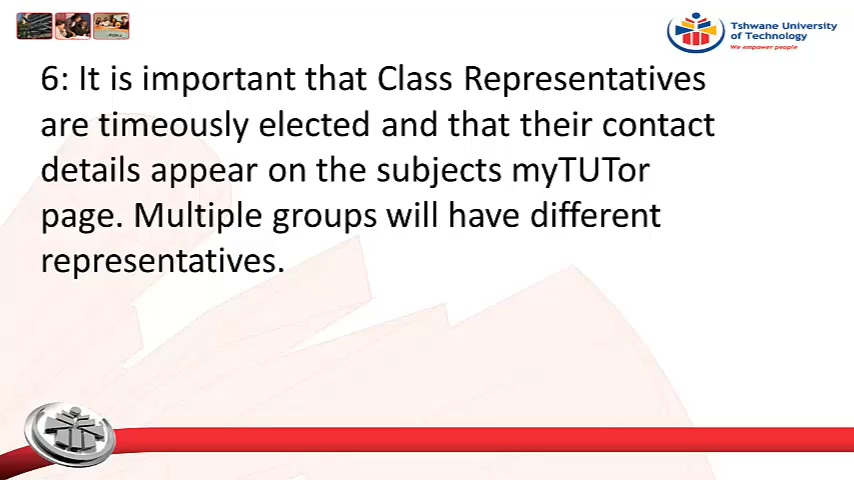 Tshwane University
of Technology
We empower people
6: It is important that Class Representatives
are timeously elected and that their contact
details appear on the subjects myTUTor
page. Multiple groups will have different
representatives.